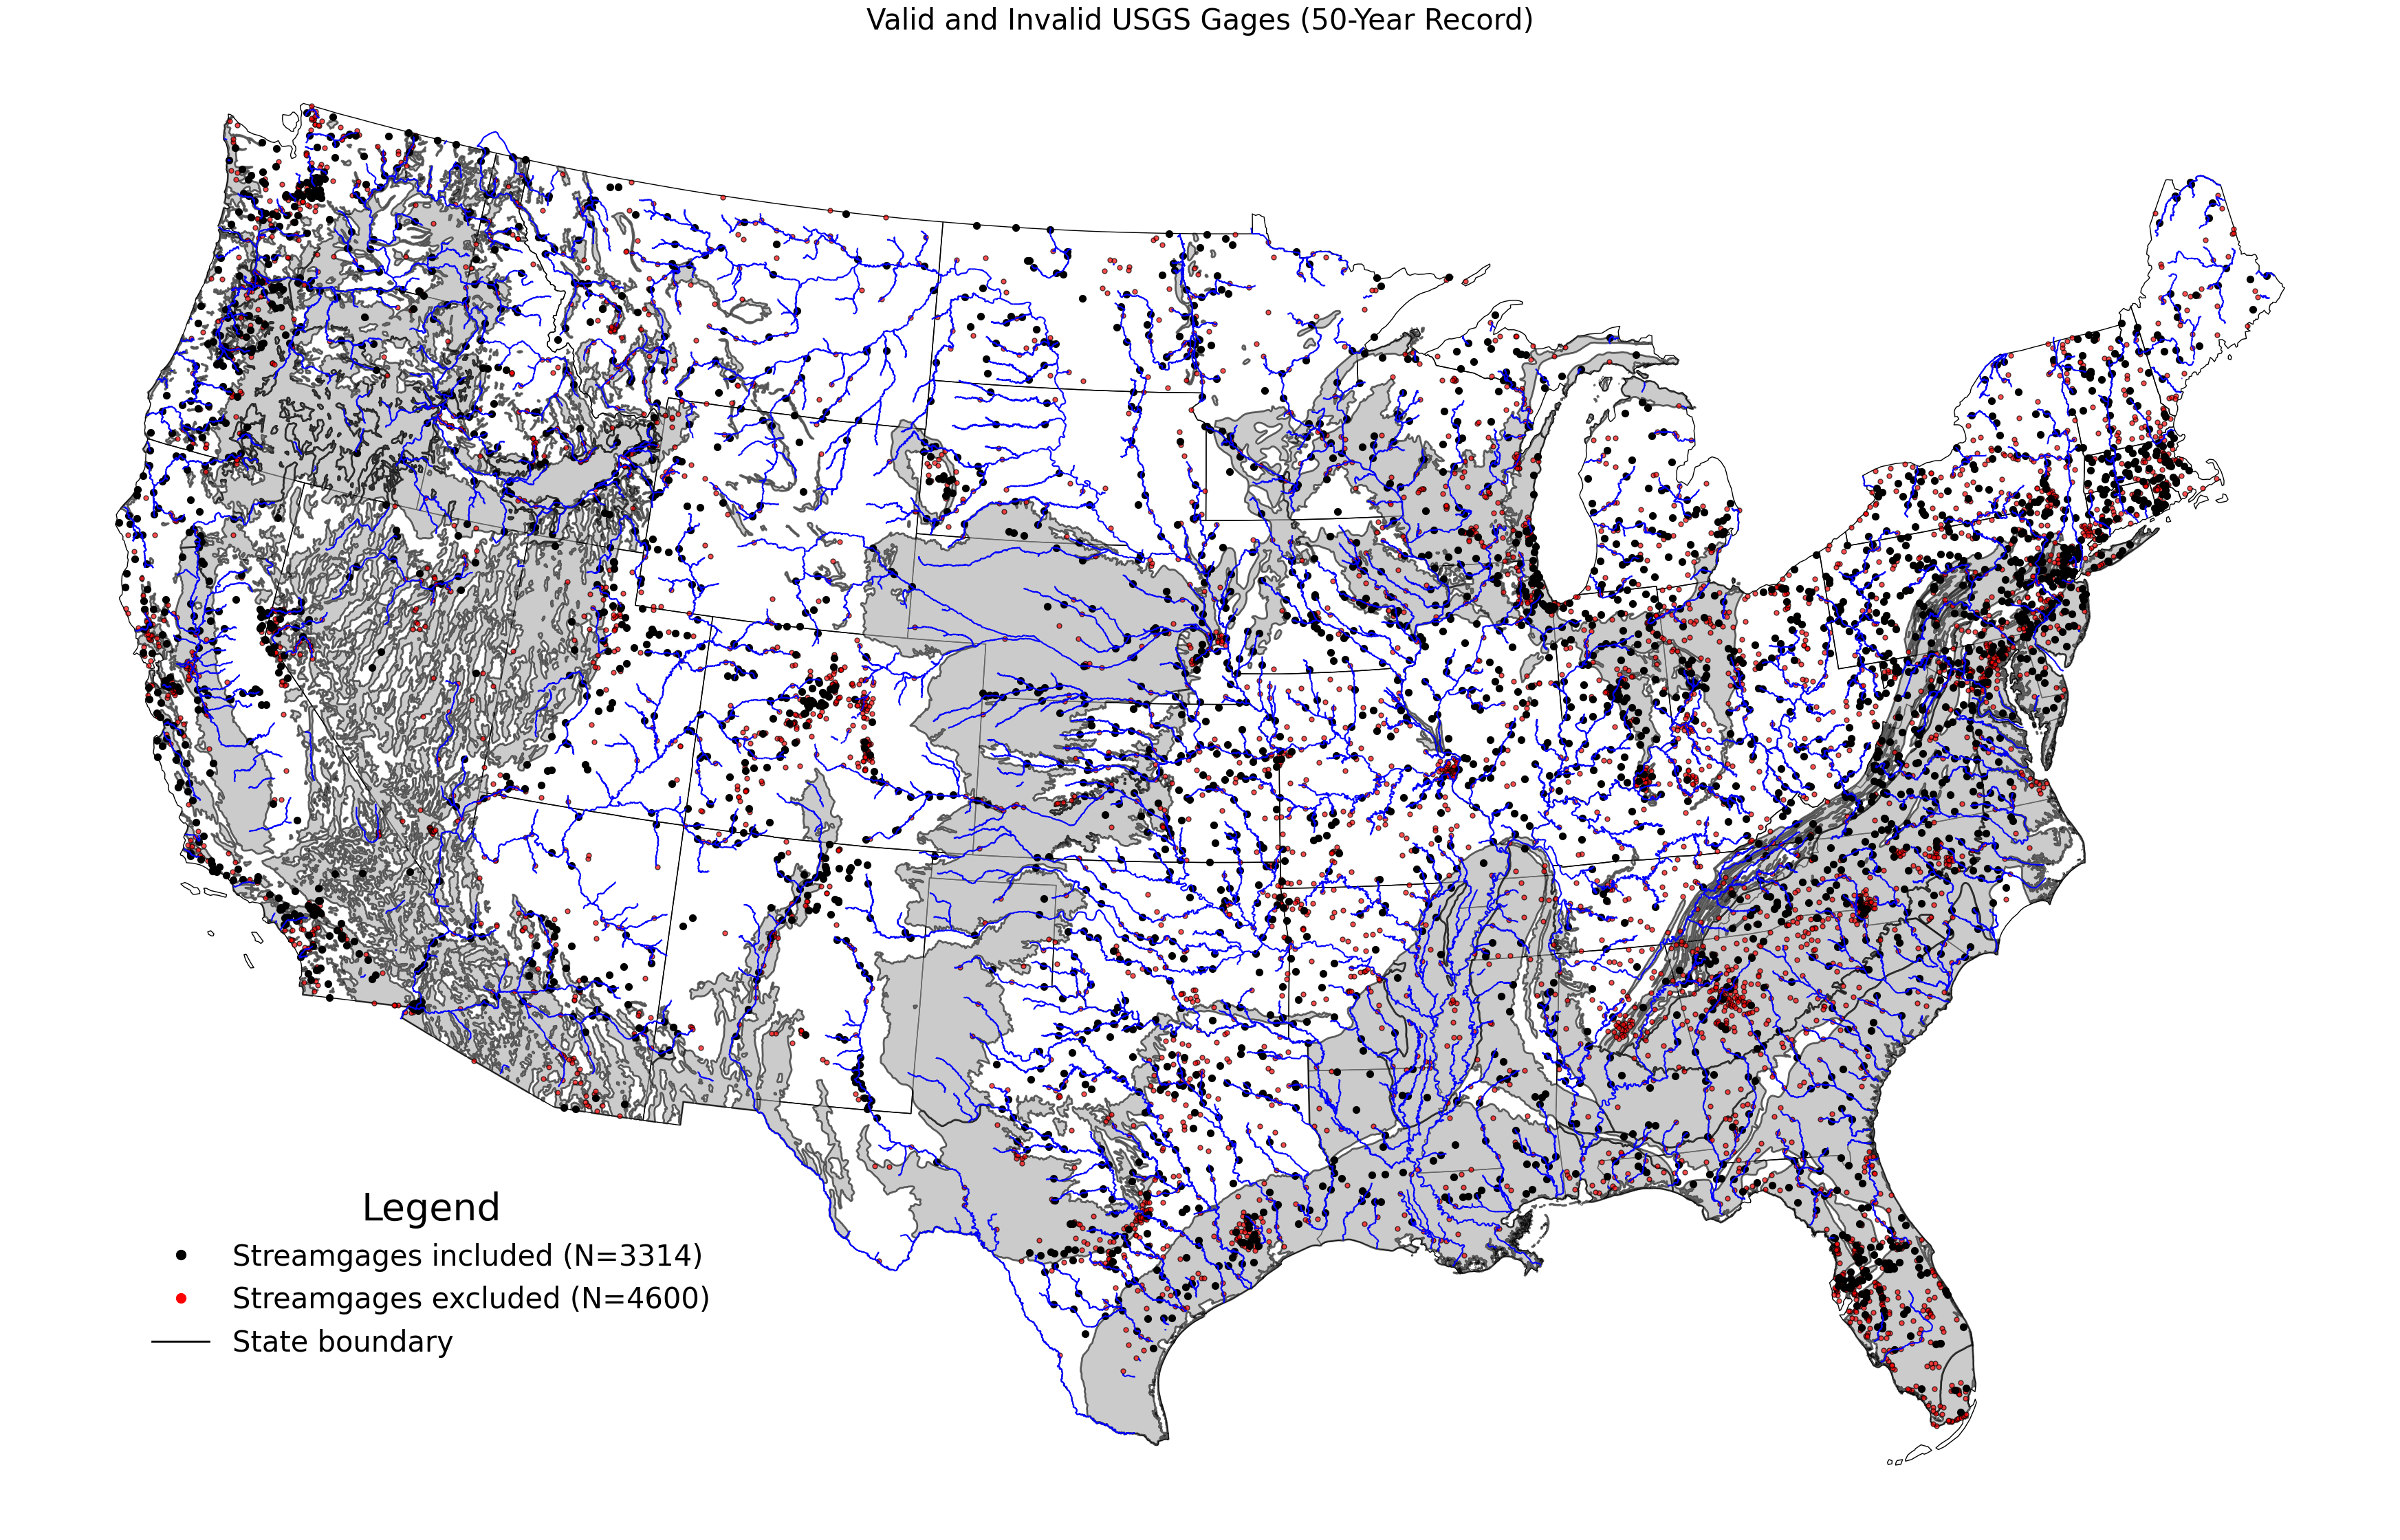 Valid and Invalid USGS Gages (50-Year Record)
Legend
Streamgages included (N=3314)
Streamgages excluded (N=4600)
State boundary